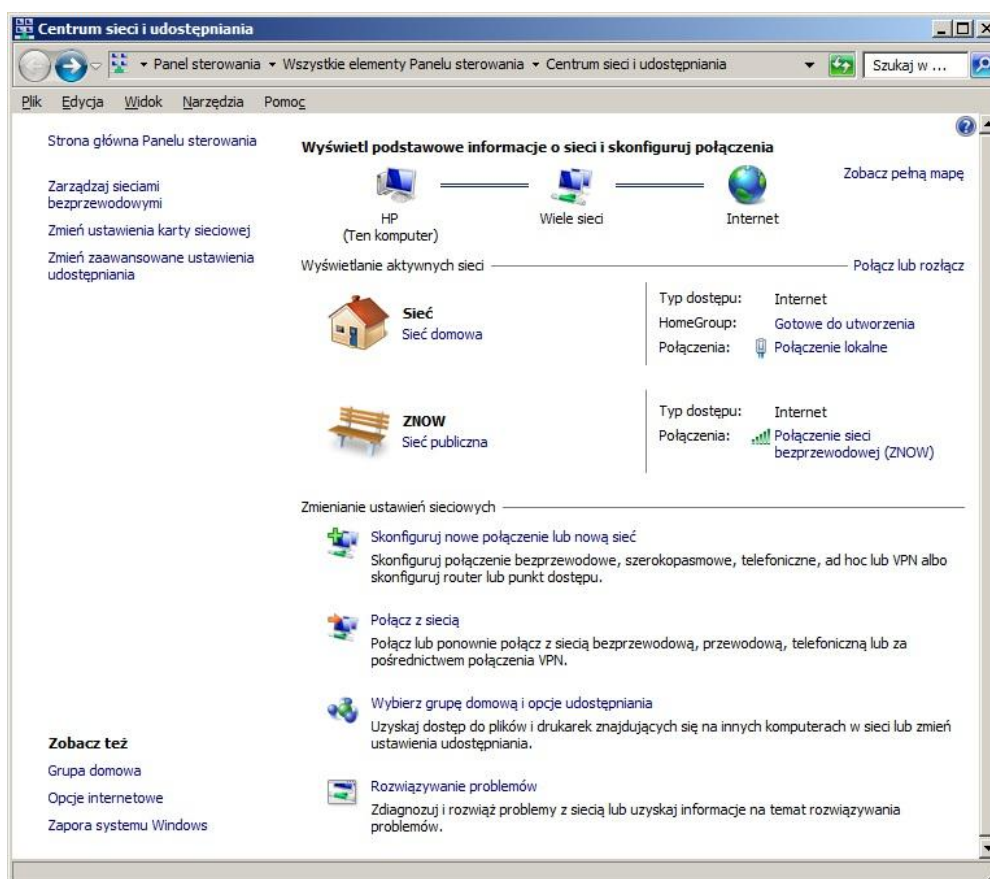 Centrum sieci i udostępniania
Panel sterowania Wszystkie elementy Panelu sterowania Centrum sieci i udostępniania Szukaj w ...
Plik Edycja Widok Narzędzia Pomoc
Strona główna Panelu sterowania
Zarządzaj sieciami
bezprzewodowymi
Zmień ustawienia karty sieciowej
Zmień zaawansowane ustawienia
udostępniania
Wyświetl podstawowe informacje o sieci i skonfiguruj połączenia
Zobacz pełną mapę
HP
(Ten komputer)
Wiele sieci
Internet
Wyświetlanie aktywnych sieci
Połącz lub rozłącz
Sieć
Sieć domowa
Typ dostępu: Internet
HomeGroup: Gotowe do utworzenia
Połączenia: Połączenie lokalne
ZNOW
Sieć publiczna
Typ dostępu: Internet
Połączenia: Połączenie sieci
bezprzewodowej (ZNOW)
Zmienianie ustawień sieciowych
Skonfiguruj nowe połączenie lub nową sieć
Skonfiguruj połączenie bezprzewodowe, szerokopasmowe, telefoniczne, ad hoc lub VPN albo
skonfiguruj router lub punkt dostępu.
Połącz z siecią
Połącz lub ponownie połącz z siecią bezprzewodową, przewodową, telefoniczną lub za
pośrednictwem połączenia VPN.
Wybierz grupę domową i opcje udostępniania
Uzyskaj dostęp do plików i drukarek znajdujących się na innych komputerach w sieci lub zmień
ustawienia udostępniania.
Rozwiązywanie problemów
Zdiagnozuj i rozwiąż problemy z siecią lub uzyskaj informacje na temat rozwiązywania
problemów.
Zobacz też
Grupa domowa
Opcje internetowe
Zapora systemu Windows